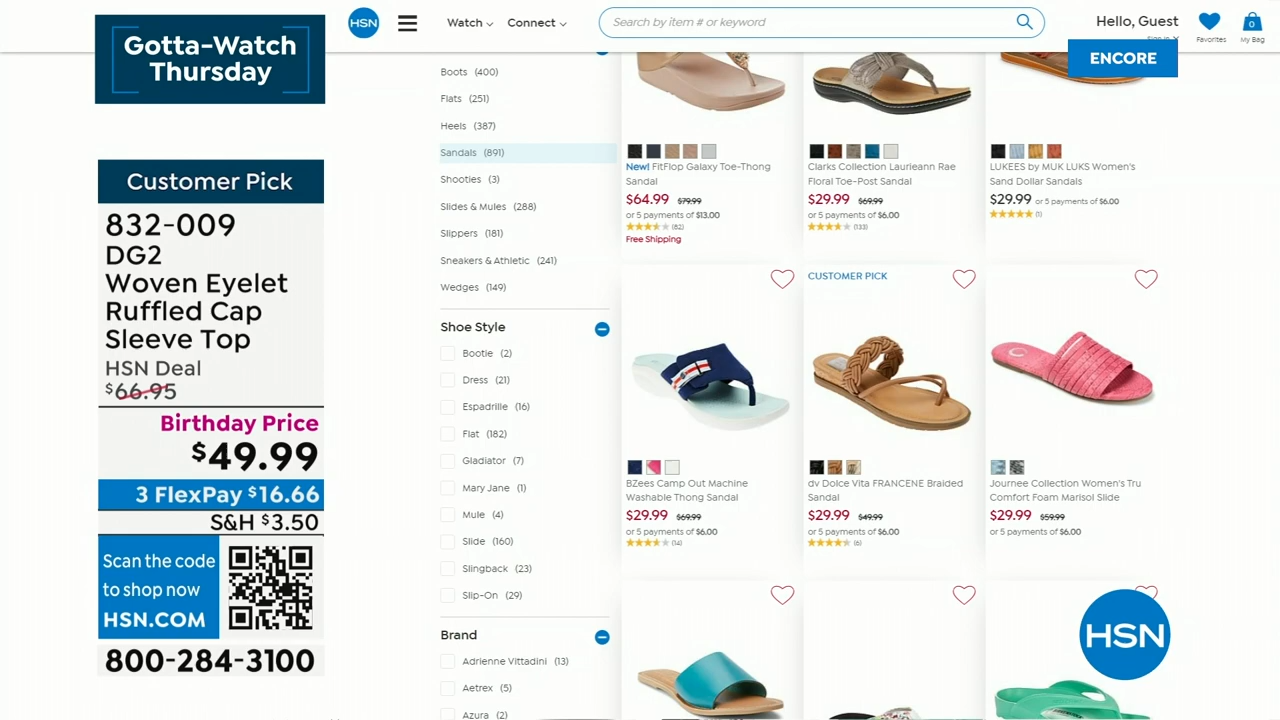 Gotta-Watch
Thursday
Customer Pick
832-009
DG2
Woven Eyelet
Ruffled Cap
Sleeve Top
HSN Deal
$66.95
Birthday Price
$49.99
3 FlexPay $16.66
S&H $3.50
Scan the code
to shop now
HSN.COM
800-284-3100
HSN
Watch
Connect
Search by item # or keyword
Hello, Guest
Sign in
Favorites
0
My Bag
ENCORE
Boots (400)
Flats (251)
Heels (387)
Sandals (891)
Shooties (3)
Slides & Mules (288)
Slippers (181)
Sneakers & Athletic (241)
Wedges (149)
Shoe Style
Bootie (2)
Dress (21)
Espadrille (16)
Flat (182)
Gladiator (7)
Mary Jane (1)
Mule (4)
Slide (160)
Slingback (23)
Slip-On (29)
Brand
Adrienne Vittadini (13)
Aetrex (5)
Azura (2)
New! FitFlop Galaxy Toe-Thong
Sandal
$64.99 $79.99
or 5 payments of $13.00
(82)
Free Shipping
Clarks Collection Laurieann Rae
Floral Toe-Post Sandal
$29.99 $69.99
or 5 payments of $6.00
(133)
LUKEES by MUK LUKS Women's
Sand Dollar Sandals
$29.99 or 5 payments of $6.00
(1)
BZees Camp Out Machine
Washable Thong Sandal
$29.99 $69.99
or 5 payments of $6.00
(14)
CUSTOMER PICK
dv Dolce Vita FRANCENE Braided
Sandal
$29.99 $49.99
or 5 payments of $6.00
(6)
Journee Collection Women's Tru
Comfort Foam Marisol Slide
$29.99 $59.99
or 5 payments of $6.00
HSN